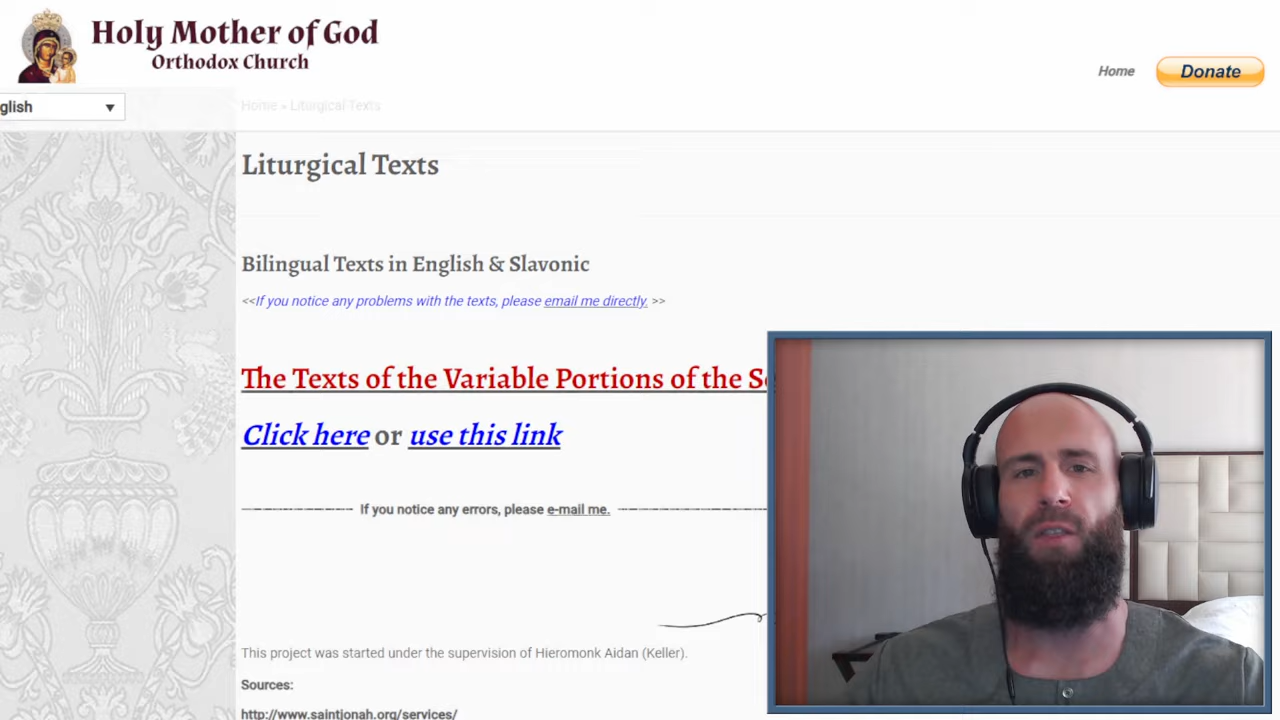 Holy Mother of God
Orthodox Church
Home
Donate
glish
Home » Liturgical Texts
Liturgical Texts
Bilingual Texts in English & Slavonic
<<If you notice any problems with the texts, please email me directly. >>
The Texts of the Variable Portions of the
Click here or use this link
If you notice any errors, please e-mail me.
This project was started under the supervision of Hieromonk Aidan (Keller).
Sources:
http://www.saintjonah.org/services/